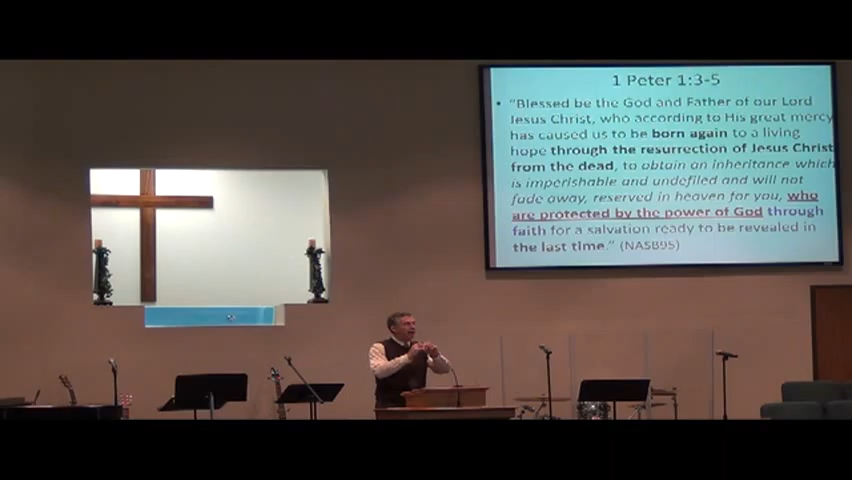 1 Peter 1:3-5
• “Blessed be the God and Father of our Lord
Jesus Christ, who according to His great mercy
has caused us to be born again to a living
hope through the resurrection of Jesus Christ
from the dead, to obtain an inheritance which
is imperishable and undefiled and will not
fade away, reserved in heaven for you, who
are protected by the power of God through
faith for a salvation ready to be revealed in
the last time.” (NASB95)